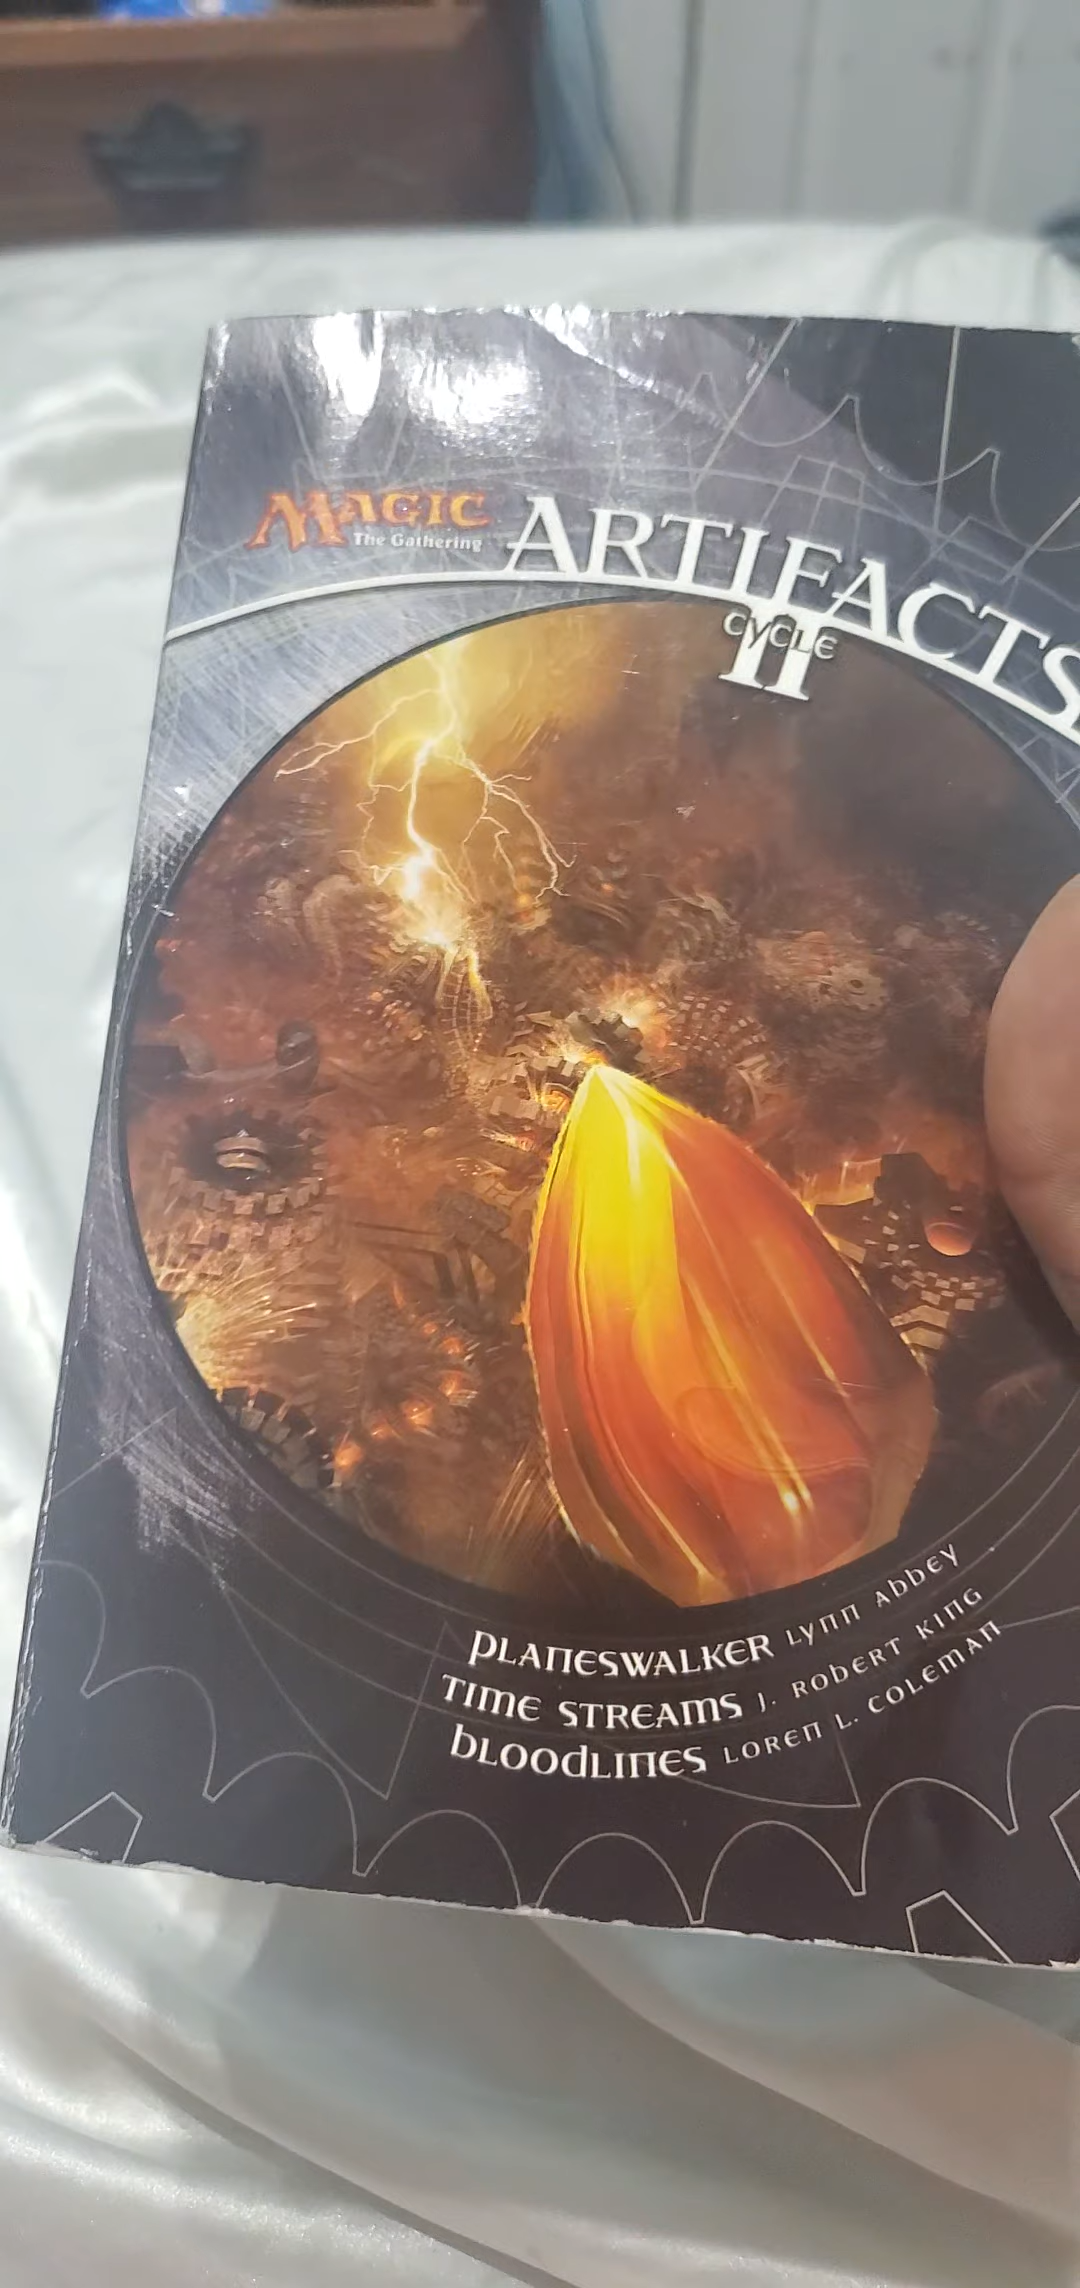 MAGIC
The Gathering
ARTIFACTS
CYCLE
II
PLANESWALKER LYNN ABBEY
TIME STREAMS J. ROBERT KING
BLOODLINES LOREN L. COLEMAN